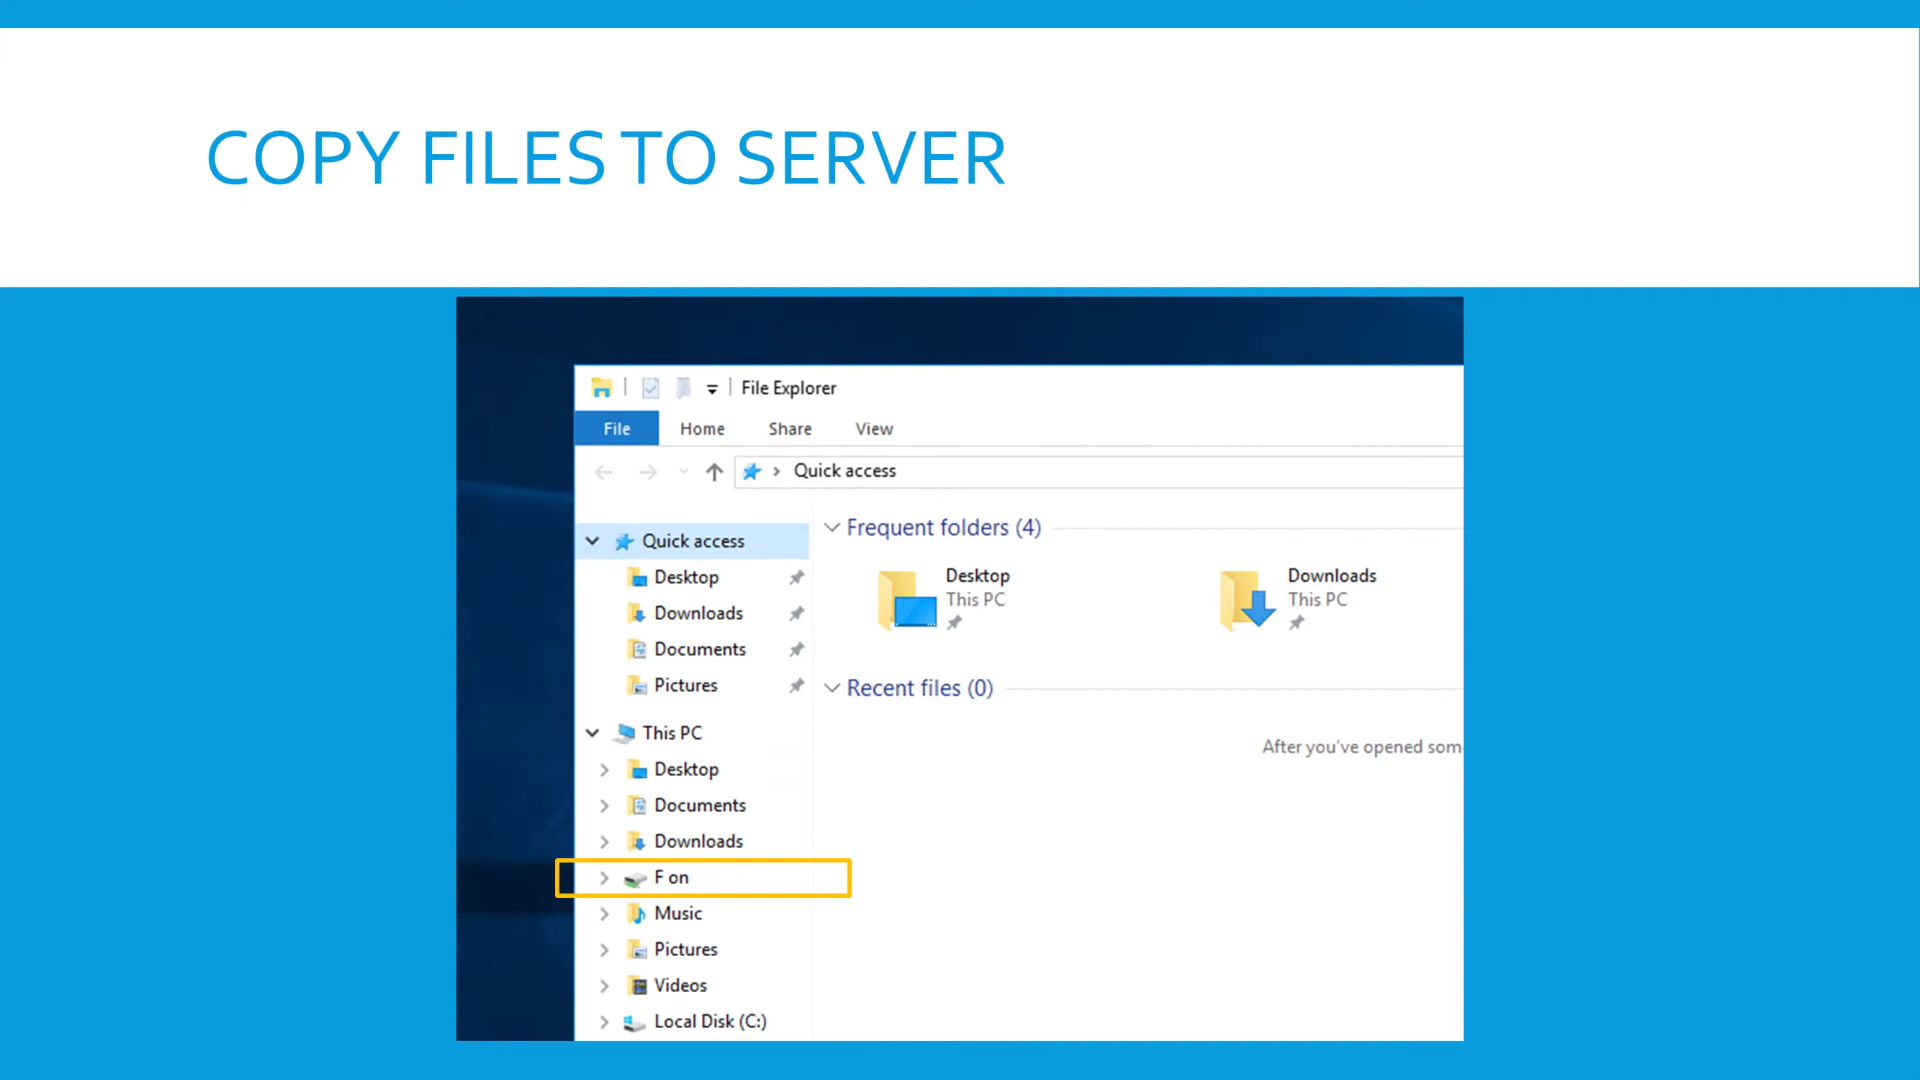 COPY FILES TO SERVER
File Explorer
File Home Share View
Quick access
Quick access
Desktop
Downloads
Documents
Pictures
This PC
Desktop
Documents
Downloads
F on
Music
Pictures
Videos
Local Disk (C:)
Frequent folders (4)
Desktop
This PC
Downloads
This PC
Recent files (0)
After you've opened som